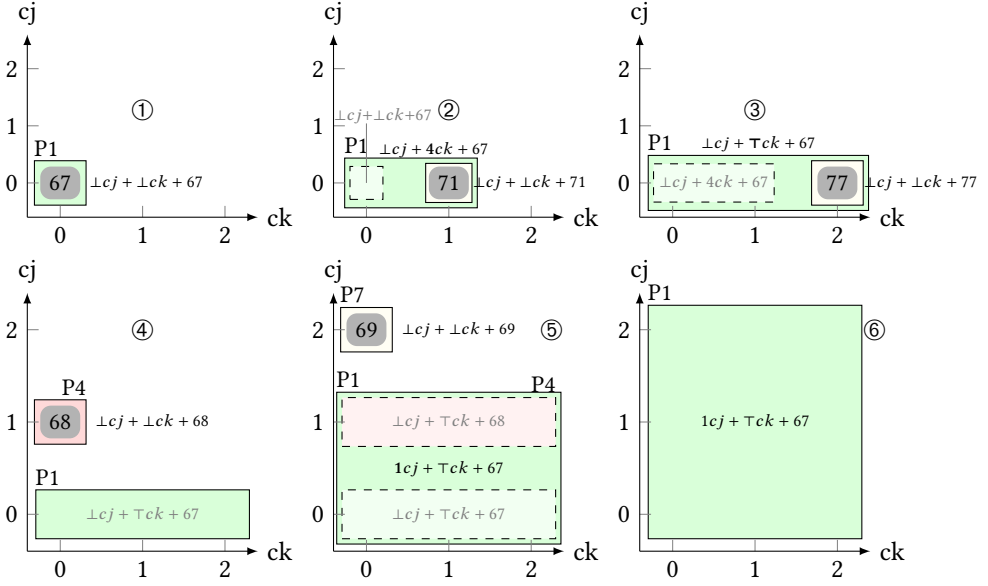 cj
2
1
0
①
P1
67
⊥cj + ⊥ck + 67
0
1
2
ck
cj
2
1
0
⊥cj+⊥ck+67
②
P1
⊥cj + 4ck + 67
71
⊥cj + ⊥ck + 71
0
1
2
ck
cj
2
1
0
③
P1
⊥cj + ⊤ck + 67
⊥cj + 4ck + 67
77
⊥cj + ⊥ck + 77
0
1
2
ck
cj
2
1
0
④
P4
68
⊥cj + ⊥ck + 68
P1
⊥cj + ⊤ck + 67
0
1
2
ck
cj
2
1
0
P7
69
⊥cj + ⊥ck + 69
⑤
P1
P4
⊥cj + ⊤ck + 68
1cj + ⊤ck + 67
⊥cj + ⊤ck + 67
0
1
2
ck
cj
2
1
0
P1
⑥
1cj + ⊤ck + 67
0
1
2
ck